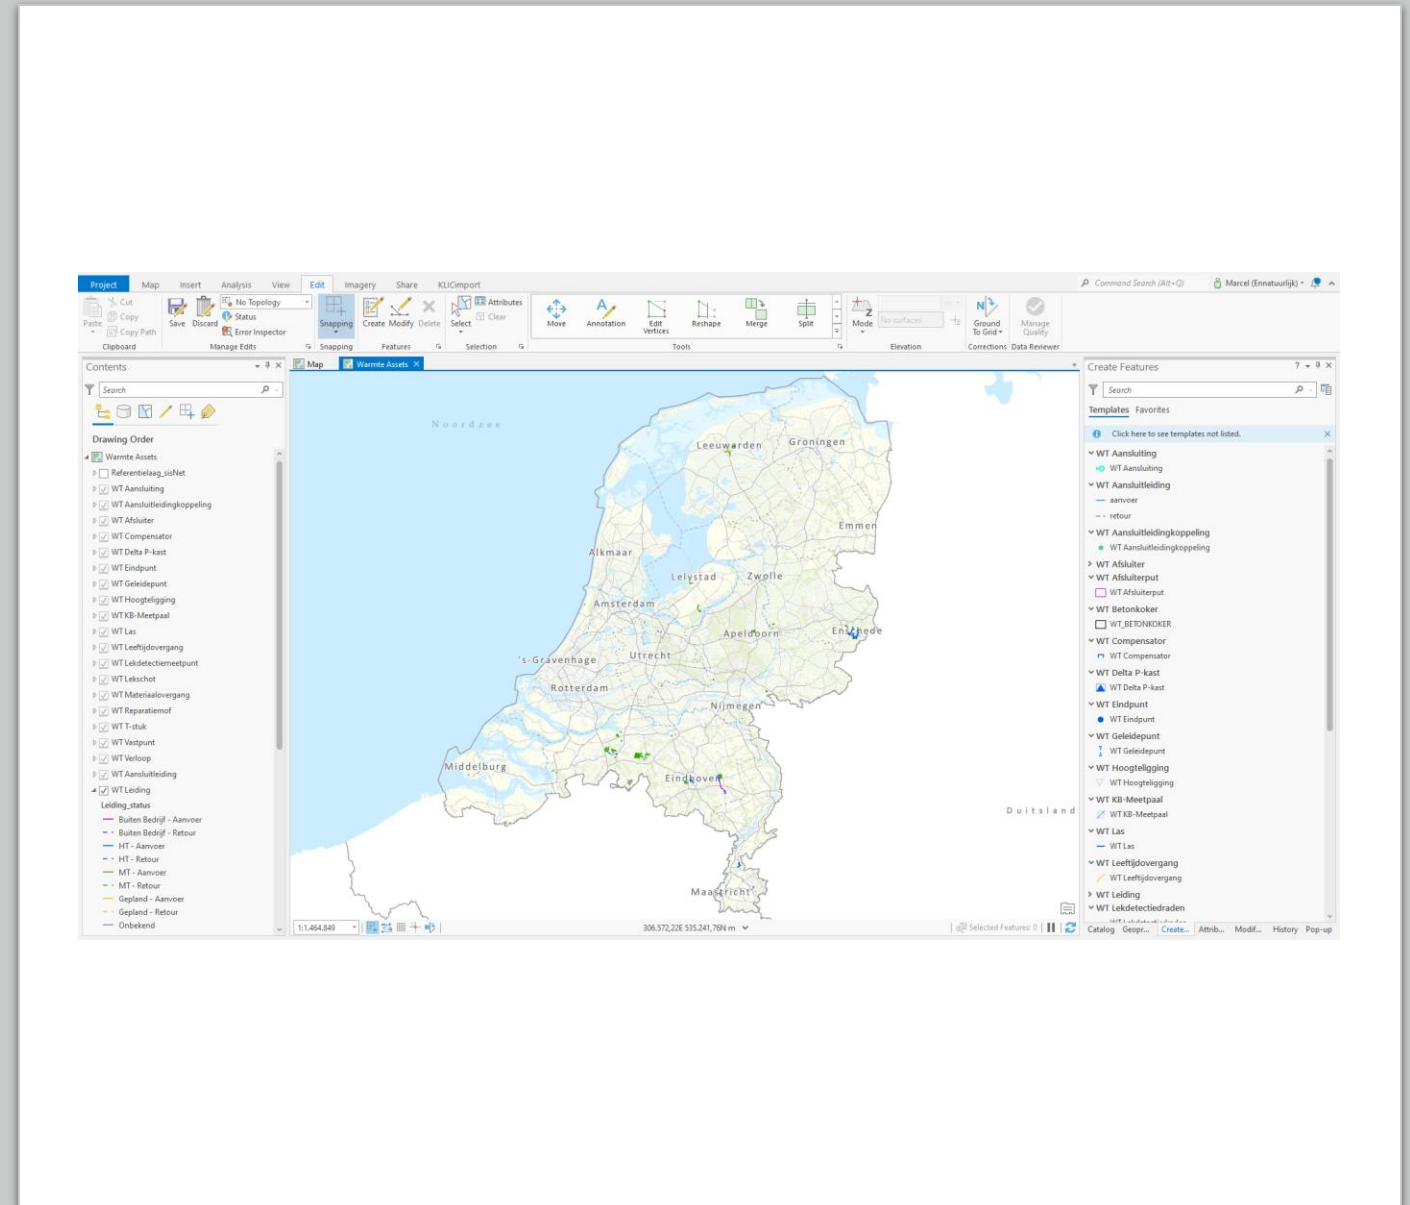 Project Map Insert Analysis View Edit Imagery Share KLICimport
Command Search (Alt+Q) Marcel (Ennatuurlijk)
Paste
Cut
Copy
Copy Path
Clipboard
Save Discard
No Topology
Status
Error Inspector
Manage Edits
Snapping
Snapping
Create Modify Delete
Features
Select
Attributes
Clear
Selection
Move Annotation Edit Vertices Reshape Merge Split
Tools
Mode
No surfaces
Elevation
Ground To Grid
Corrections
Manage Quality
Data Reviewer
Contents
Search
Drawing Order
Warmte Assets
Referentielaag_sisNet
WT Aansluiting
WT Aansluitleidingkoppeling
WT Afsluiter
WT Compensator
WT Delta P-kast
WT Eindpunt
WT Geleidepunt
WT Hoogteligging
WT KB-Meetpaal
WT Las
WT Leeftijdovergang
WT Lekdetectiemeetpunt
WT Lekschot
WT Materiaalovergang
WT Reparatiemof
WT T-stuk
WT Vastpunt
WT Verloop
WT Aansluitleiding
WT Leiding
Leiding_status
Buiten Bedrijf - Aanvoer
Buiten Bedrijf - Retour
HT - Aanvoer
HT - Retour
MT - Aanvoer
MT - Retour
Gepland - Aanvoer
Gepland - Retour
Onbekend
Map Warmte Assets
Noordzee
Leeuwarden
Groningen
Emmen
Alkmaar
Lelystad
Zwolle
Amsterdam
Apeldoorn
Enschede
's-Gravenhage
Utrecht
Rotterdam
Nijmegen
Middelburg
Eindhoven
Duitsland
Maastricht
1:1.464.849
306.572,22E 535.241,76N m
Selected Features: 0
Create Features
Search
Templates Favorites
Click here to see templates not listed.
WT Aansluiting
WT Aansluiting
WT Aansluitleiding
aanvoer
retour
WT Aansluitleidingkoppeling
WT Aansluitleidingkoppeling
WT Afsluiter
WT Afsluiterput
WT Afsluiterput
WT Betonkoker
WT_BETONKOKER
WT Compensator
WT Compensator
WT Delta P-kast
WT Delta P-kast
WT Eindpunt
WT Eindpunt
WT Geleidepunt
WT Geleidepunt
WT Hoogteligging
WT Hoogteligging
WT KB-Meetpaal
WT KB-Meetpaal
WT Las
WT Las
WT Leeftijdovergang
WT Leeftijdovergang
WT Leiding
WT Lekdetectiedraden
Catalog Geopr... Create... Attrib... Modif... History Pop-up